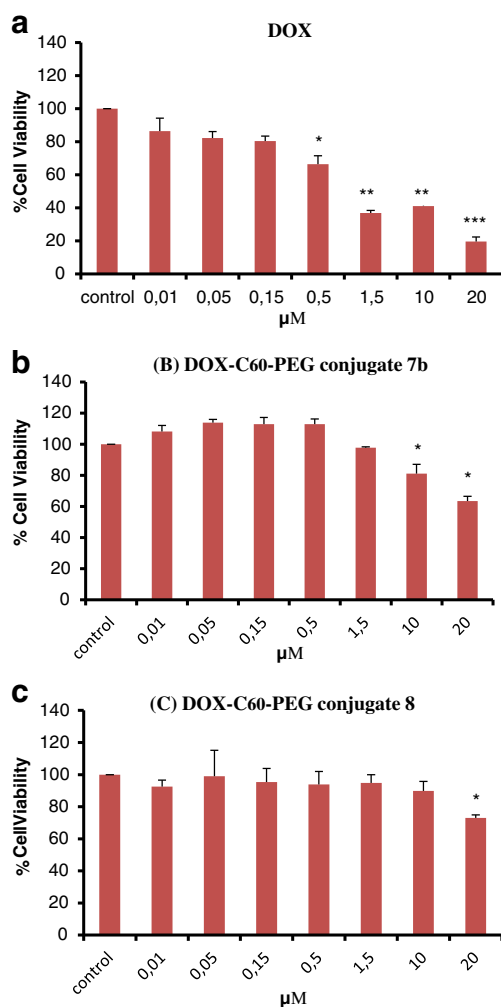 a
DOX
%Cell Viability
140
120
100
80
60
40
20
0
*
**
**
***
control 0,01 0,05 0,15 0,5 1,5 10 20
µM
b
(B) DOX-C60-PEG conjugate 7b
% Cell Viability
140
120
100
80
60
40
20
0
*
*
control 0,01 0,05 0,15 0,5 1,5 10 20
µM
c
(C) DOX-C60-PEG conjugate 8
%CellViability
140
120
100
80
60
40
20
0
*
control 0,01 0,05 0,15 0,5 1,5 10 20
µM